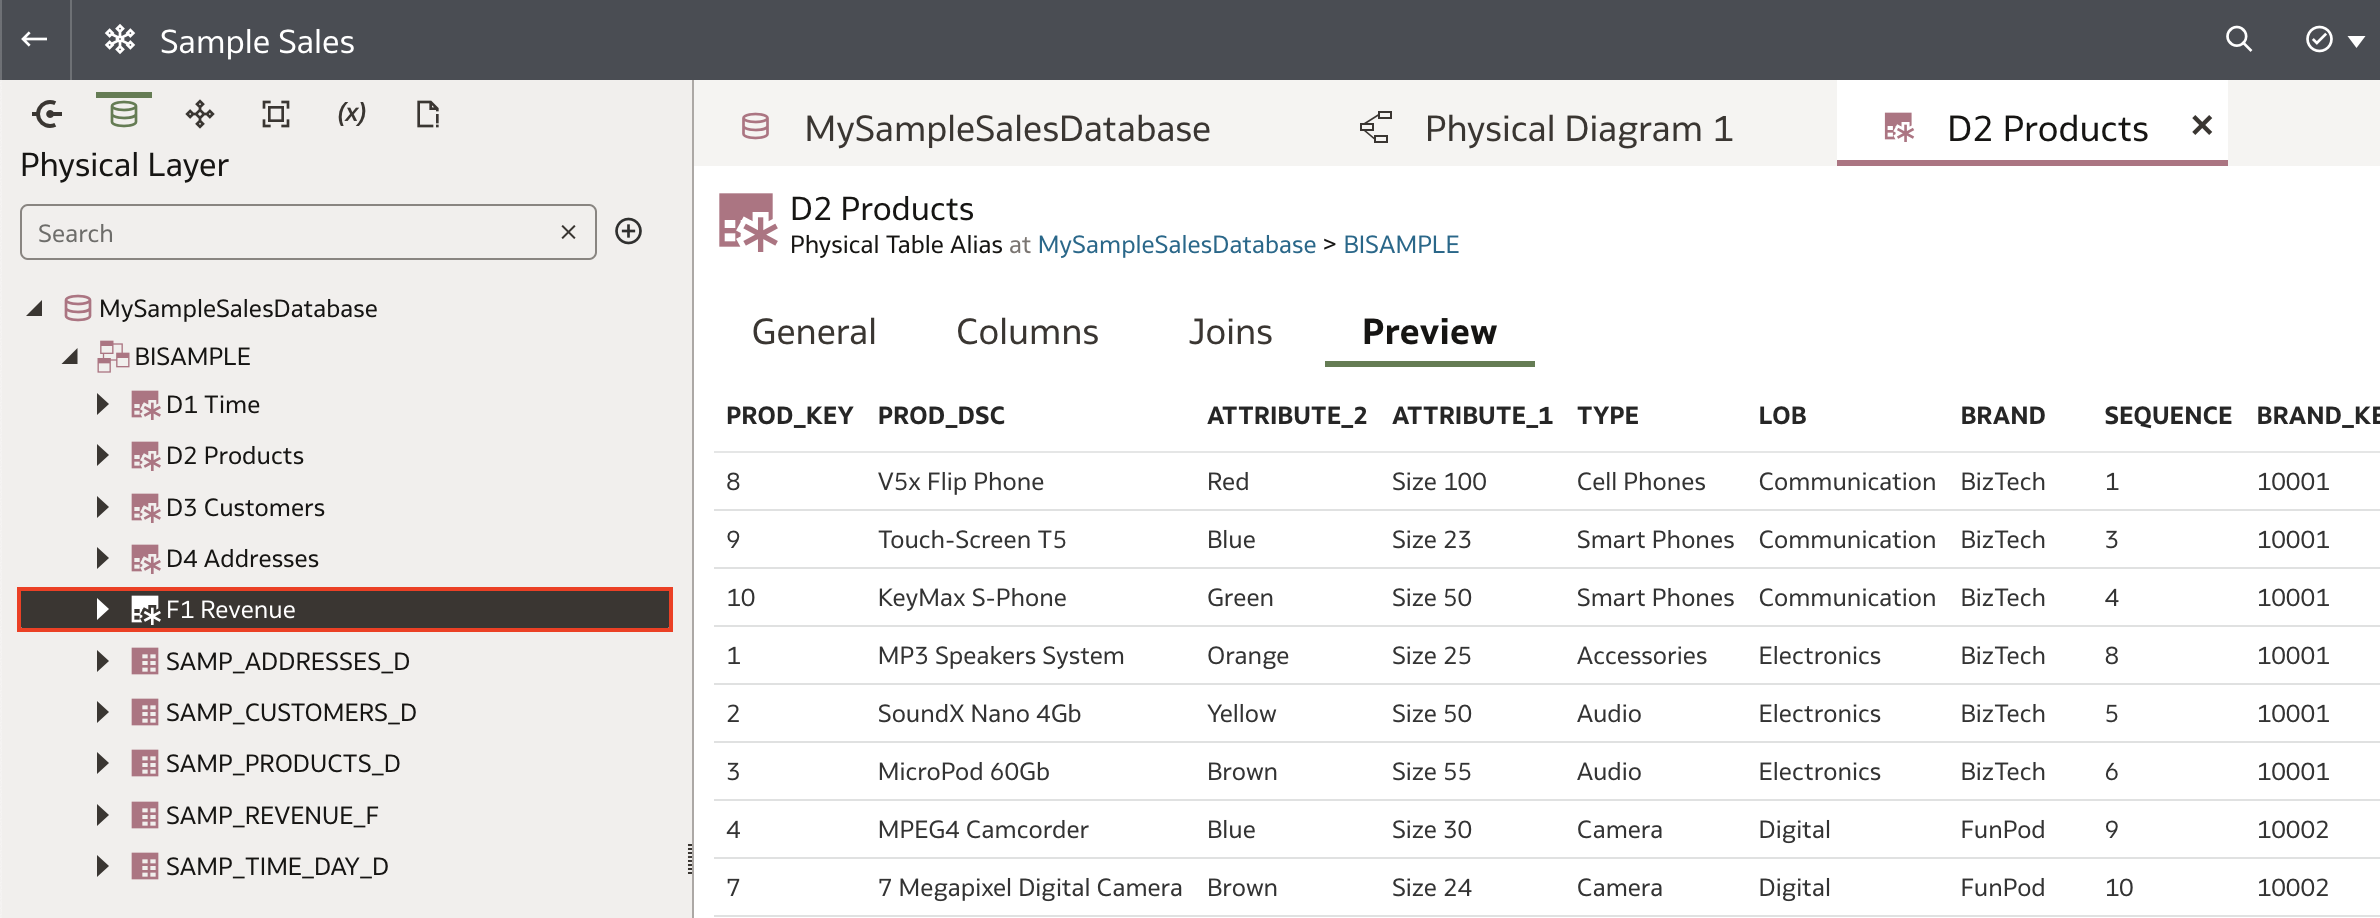 Sample Sales
(x)
Physical Layer
Search
MySampleSalesDatabase
BISAMPLE
D1 Time
D2 Products
D3 Customers
D4 Addresses
F1 Revenue
SAMP_ADDRESSES_D
SAMP_CUSTOMERS_D
SAMP_PRODUCTS_D
SAMP_REVENUE_F
SAMP_TIME_DAY_D
MySampleSalesDatabase Physical Diagram 1 D2 Products
D2 Products
Physical Table Alias at MySampleSalesDatabase > BISAMPLE
General Columns Joins Preview
PROD_KEY PROD_DSC ATTRIBUTE_2 ATTRIBUTE_1 TYPE LOB BRAND SEQUENCE BRAND_KE
8 V5x Flip Phone Red Size 100 Cell Phones Communication BizTech 1 10001
9 Touch-Screen T5 Blue Size 23 Smart Phones Communication BizTech 3 10001
10 KeyMax S-Phone Green Size 50 Smart Phones Communication BizTech 4 10001
1 MP3 Speakers System Orange Size 25 Accessories Electronics BizTech 8 10001
2 SoundX Nano 4Gb Yellow Size 50 Audio Electronics BizTech 5 10001
3 MicroPod 60Gb Brown Size 55 Audio Electronics BizTech 6 10001
4 MPEG4 Camcorder Blue Size 30 Camera Digital FunPod 9 10002
7 7 Megapixel Digital Camera Brown Size 24 Camera Digital FunPod 10 10002